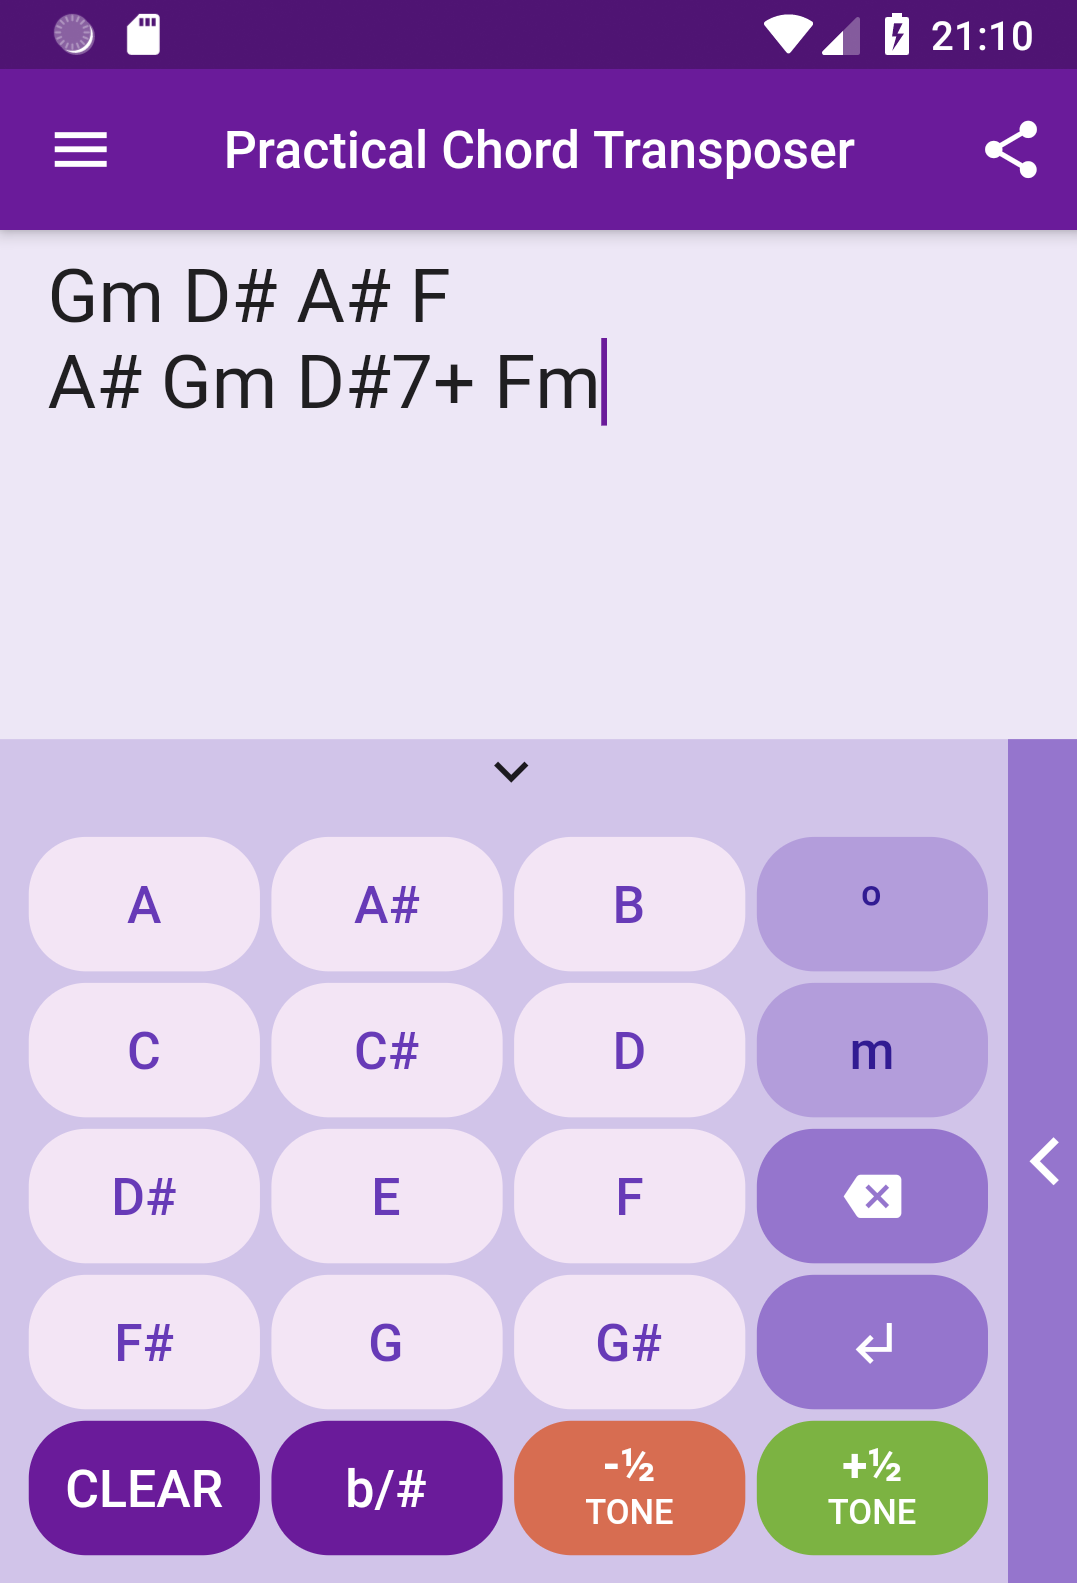 21:10
Practical Chord Transposer
Gm D# A# F
A# Gm D#7+ Fm
A A# B º
C C# D m
D# E F
F# G G#
CLEAR b/# -½ TONE +½ TONE